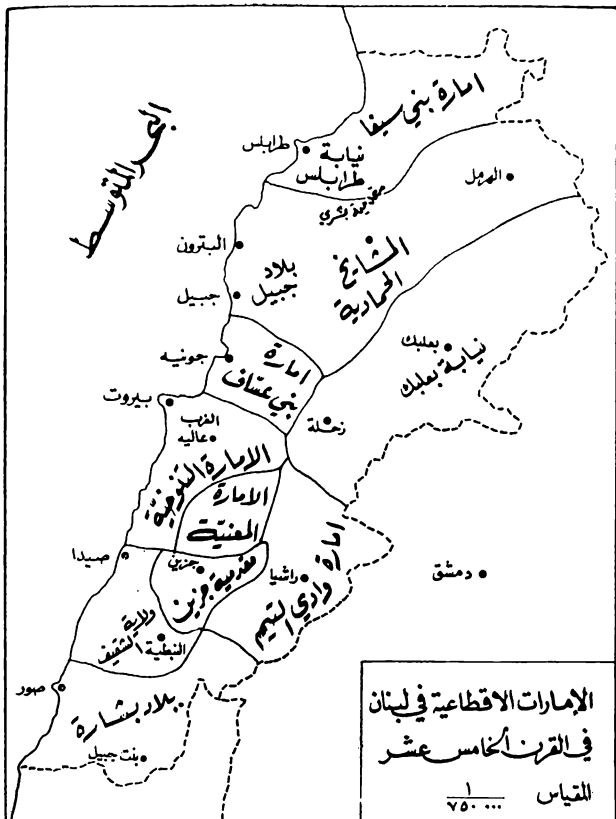 امارة بني سيفا
طرابلس
نيابة
طرابلس
الهرمل
مقدمية بشري
البحر المتوسط
البترون
المشايخ
الحمادية
بلاد
جبيل
جبيل
بعلبك
نيابة بعلبك
جونيه
امارة
بني عساف
بيروت
زحلة
الغرب
عاليه
الامارة التنوخيّة
الامارة
المعنيّة
صيدا
جزين
مقدمية جزين
راشيا
امارة وادي التيم
دمشق
ولاية
الشقيف
النبطية
صور
بلاد بشارة
بنت جبيل
الإمارات الاقطاعية في لبنان
في القرن الخامس عشر
المقياس ١
٧٥٠٠٠٠